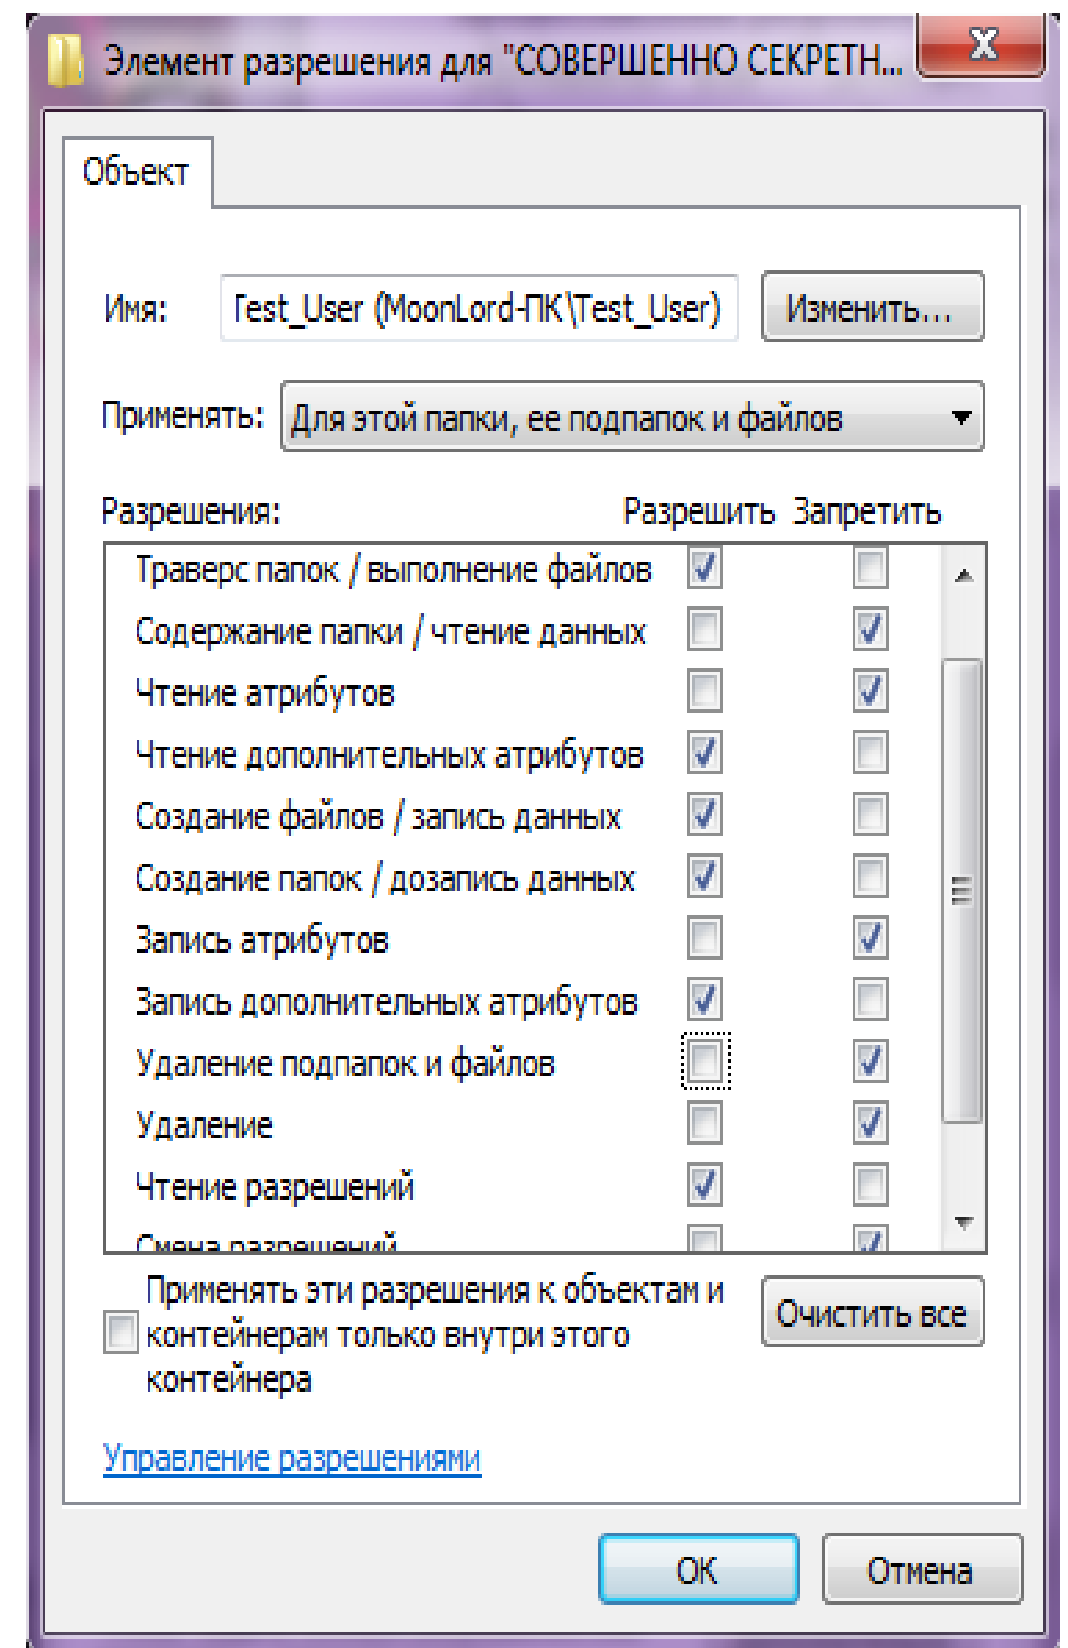 Элемент разрешения для "СОВЕРШЕННО СЕКРЕТН...
Объект
Имя: Test_User (MoonLord-ПК\Test_User) Изменить...
Применять: Для этой папки, ее подпапок и файлов
Разрешения: Разрешить Запретить
Траверс папок / выполнение файлов
Содержание папки / чтение данных
Чтение атрибутов
Чтение дополнительных атрибутов
Создание файлов / запись данных
Создание папок / дозапись данных
Запись атрибутов
Запись дополнительных атрибутов
Удаление подпапок и файлов
Удаление
Чтение разрешений
Смена разрешений
Применять эти разрешения к объектам и
контейнерам только внутри этого
контейнера
Очистить все
Управление разрешениями
ОК Отмена